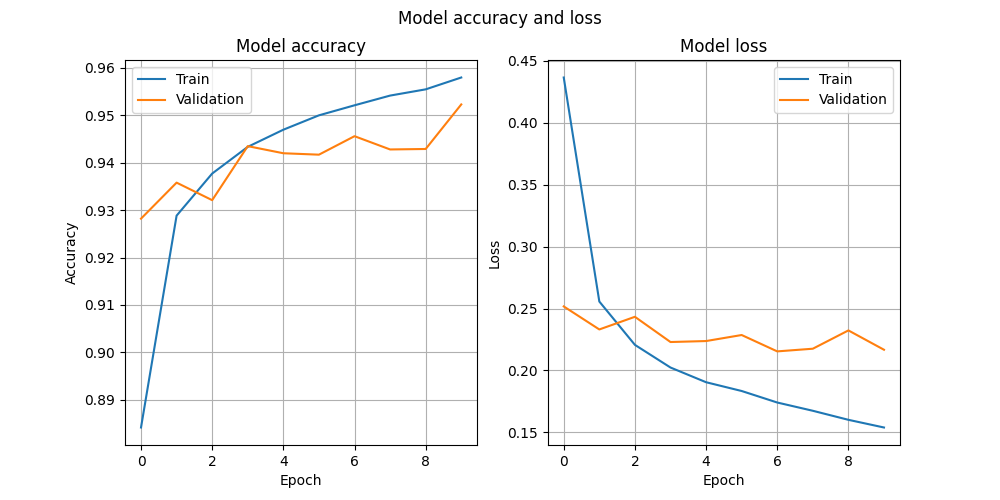 Model accuracy and loss
Model accuracy
0.96
0.95
0.94
0.93
0.92
0.91
0.90
0.89
0 2 4 6 8
Accuracy
Epoch
Train
Validation
Model loss
0.45
0.40
0.35
0.30
0.25
0.20
0.15
0 2 4 6 8
Loss
Epoch
Train
Validation